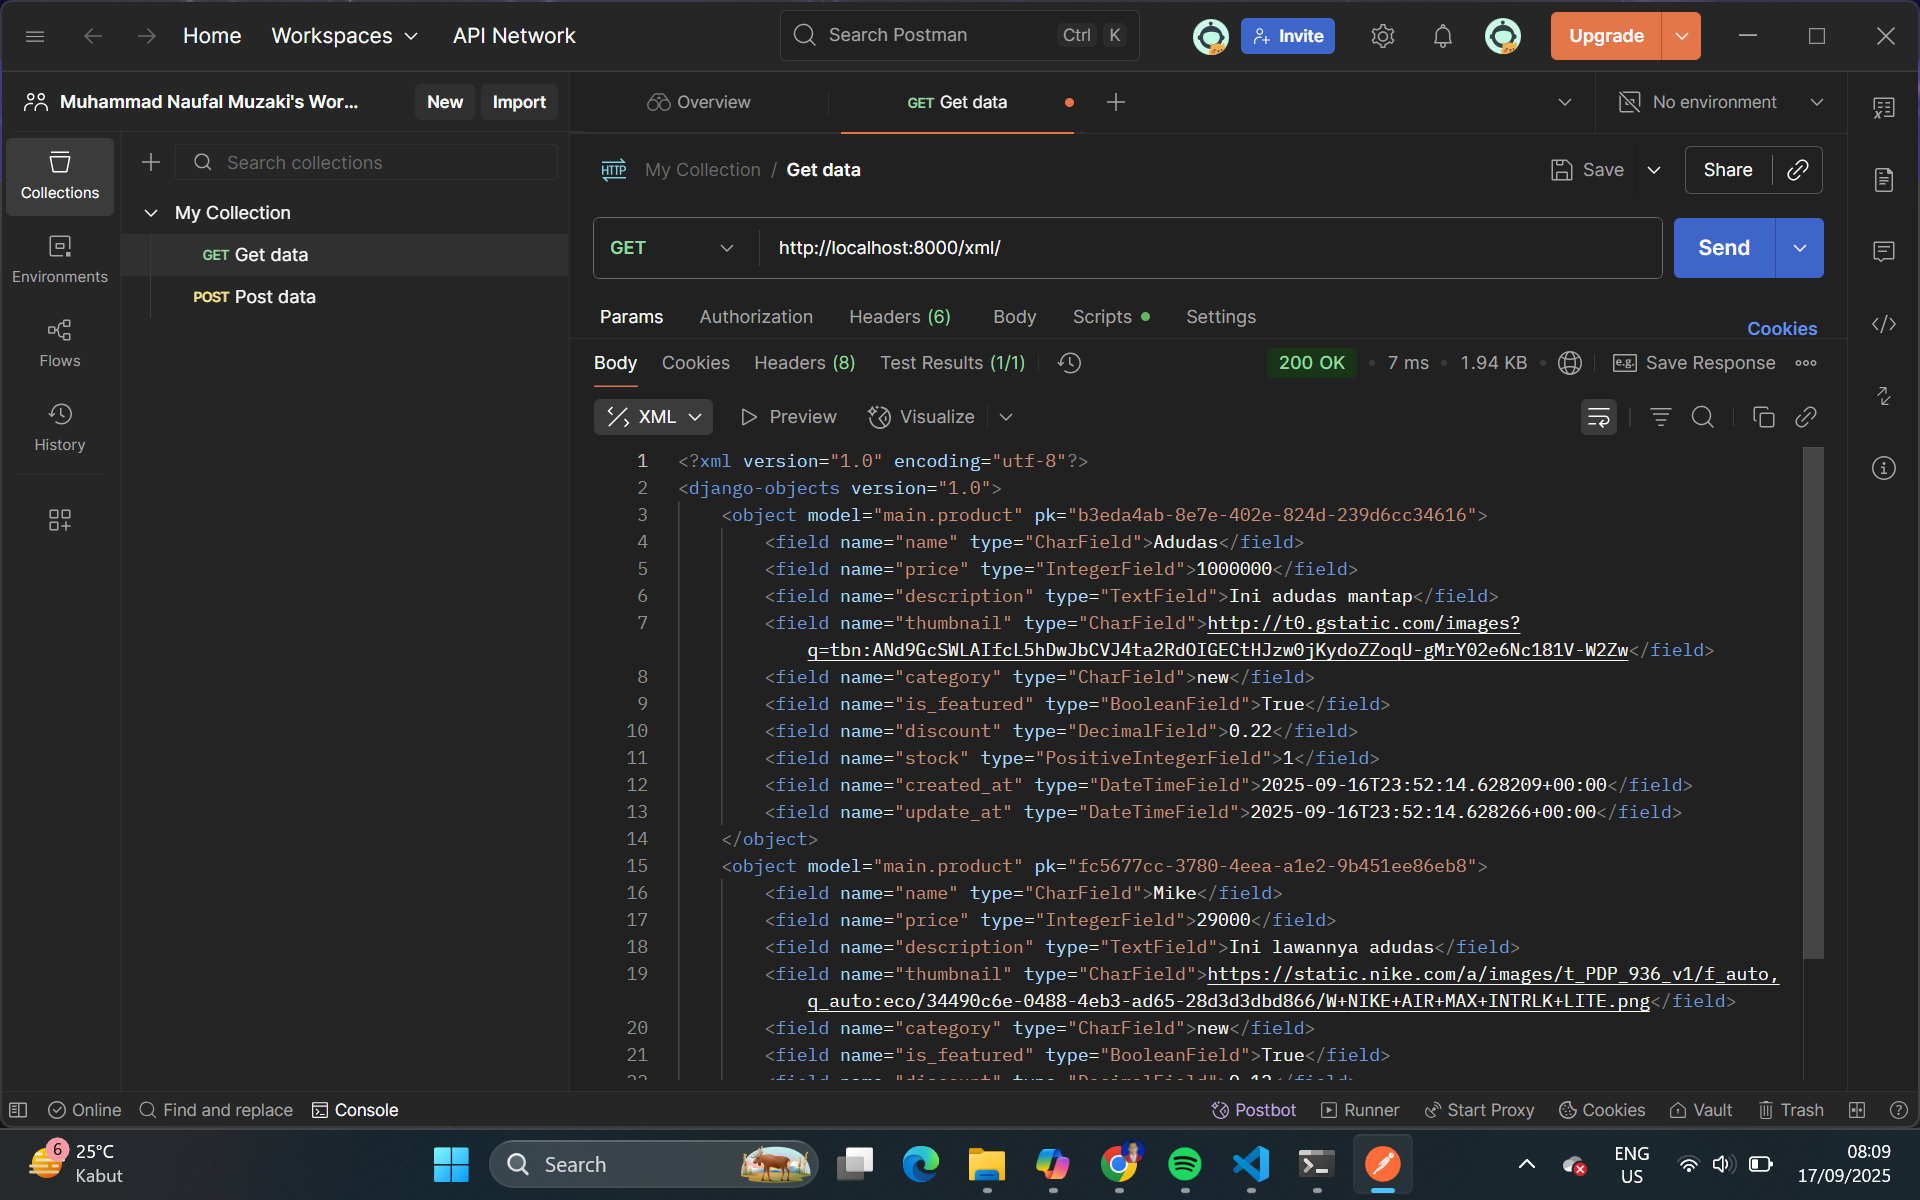 Home Workspaces API Network Search Postman Ctrl K Invite Upgrade
Muhammad Naufal Muzaki's Wor... New Import Overview GET Get data No environment
Collections
Search collections
HTTP My Collection / Get data Save Share
My Collection
GET Get data
POST Post data
Environments
Flows
History
GET http://localhost:8000/xml/ Send
Params Authorization Headers (6) Body Scripts Settings Cookies
Body Cookies Headers (8) Test Results (1/1) 200 OK • 7 ms • 1.94 KB • e.g. Save Response
XML Preview Visualize
1 <?xml version="1.0" encoding="utf-8"?>
2 <django-objects version="1.0">
3 <object model="main.product" pk="b3eda4ab-8e7e-402e-824d-239d6cc34616">
4 <field name="name" type="CharField">Adudas</field>
5 <field name="price" type="IntegerField">1000000</field>
6 <field name="description" type="TextField">Ini adudas mantap</field>
7 <field name="thumbnail" type="CharField">http://t0.gstatic.com/images?
q=tbn:ANd9GcSWLAIfcL5hDwJbCVJ4ta2RdOIGECtHJzw0jKydoZZoqU-gMrY02e6Nc181V-W2Zw</field>
8 <field name="category" type="CharField">new</field>
9 <field name="is_featured" type="BooleanField">True</field>
10 <field name="discount" type="DecimalField">0.22</field>
11 <field name="stock" type="PositiveIntegerField">1</field>
12 <field name="created_at" type="DateTimeField">2025-09-16T23:52:14.628209+00:00</field>
13 <field name="update_at" type="DateTimeField">2025-09-16T23:52:14.628266+00:00</field>
14 </object>
15 <object model="main.product" pk="fc5677cc-3780-4eea-a1e2-9b451ee86eb8">
16 <field name="name" type="CharField">Mike</field>
17 <field name="price" type="IntegerField">29000</field>
18 <field name="description" type="TextField">Ini lawannya adudas</field>
19 <field name="thumbnail" type="CharField">https://static.nike.com/a/images/t_PDP_936_v1/f_auto,
q_auto:eco/34490c6e-0488-4eb3-ad65-28d3d3dbd866/W+NIKE+AIR+MAX+INTRLK+LITE.png</field>
20 <field name="category" type="CharField">new</field>
21 <field name="is_featured" type="BooleanField">True</field>
Online Find and replace Console Postbot Runner Start Proxy Cookies Vault Trash
6 25°C
Kabut
Search
ENG
US
08:09
17/09/2025